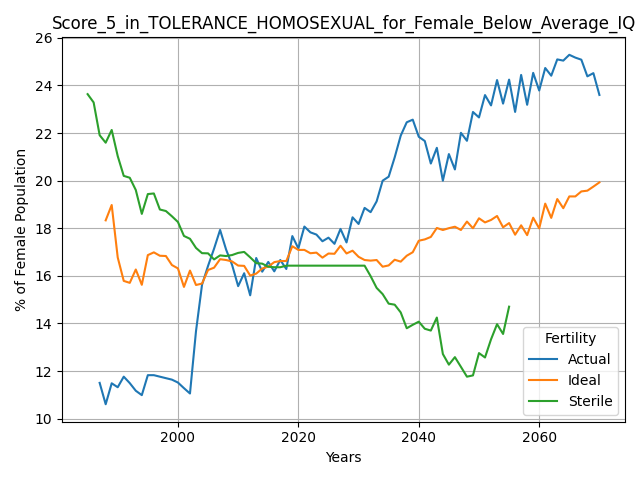 Score_5_in_TOLERANCE_HOMOSEXUAL_for_Female_Below_Average_IQ
26
24
22
20
18
16
14
12
10
% of Female Population
2000 2020 2040 2060
Years
Fertility
Actual
Ideal
Sterile